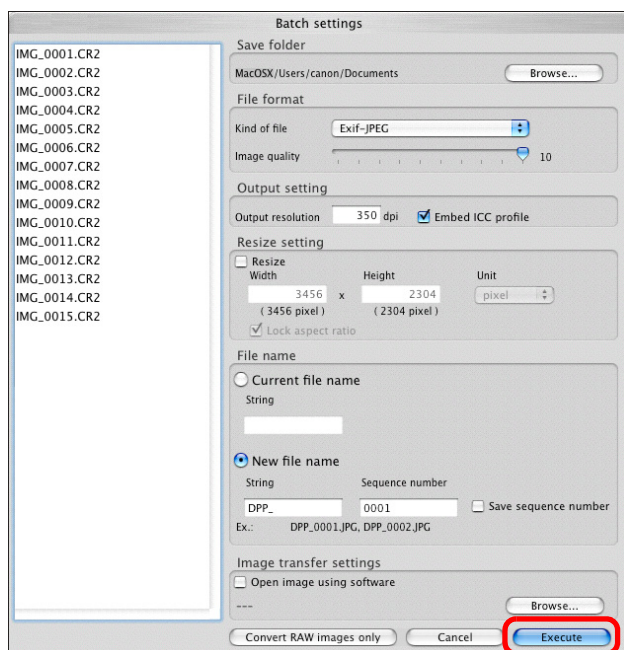 Batch settings
IMG_0001.CR2
IMG_0002.CR2
IMG_0003.CR2
IMG_0004.CR2
IMG_0005.CR2
IMG_0006.CR2
IMG_0007.CR2
IMG_0008.CR2
IMG_0009.CR2
IMG_0010.CR2
IMG_0011.CR2
IMG_0012.CR2
IMG_0013.CR2
IMG_0014.CR2
IMG_0015.CR2
Save folder
MacOSX/Users/canon/Documents Browse...
File format
Kind of file Exif-JPEG
Image quality 10
Output setting
Output resolution 350 dpi Embed ICC profile
Resize setting
Resize
Width Height Unit
3456 x 2304 pixel
(3456 pixel) (2304 pixel)
Lock aspect ratio
File name
Current file name
String
New file name
String Sequence number
DPP_ 0001 Save sequence number
Ex.: DPP_0001.JPG, DPP_0002.JPG
Image transfer settings
Open image using software
--- Browse...
Convert RAW images only Cancel Execute